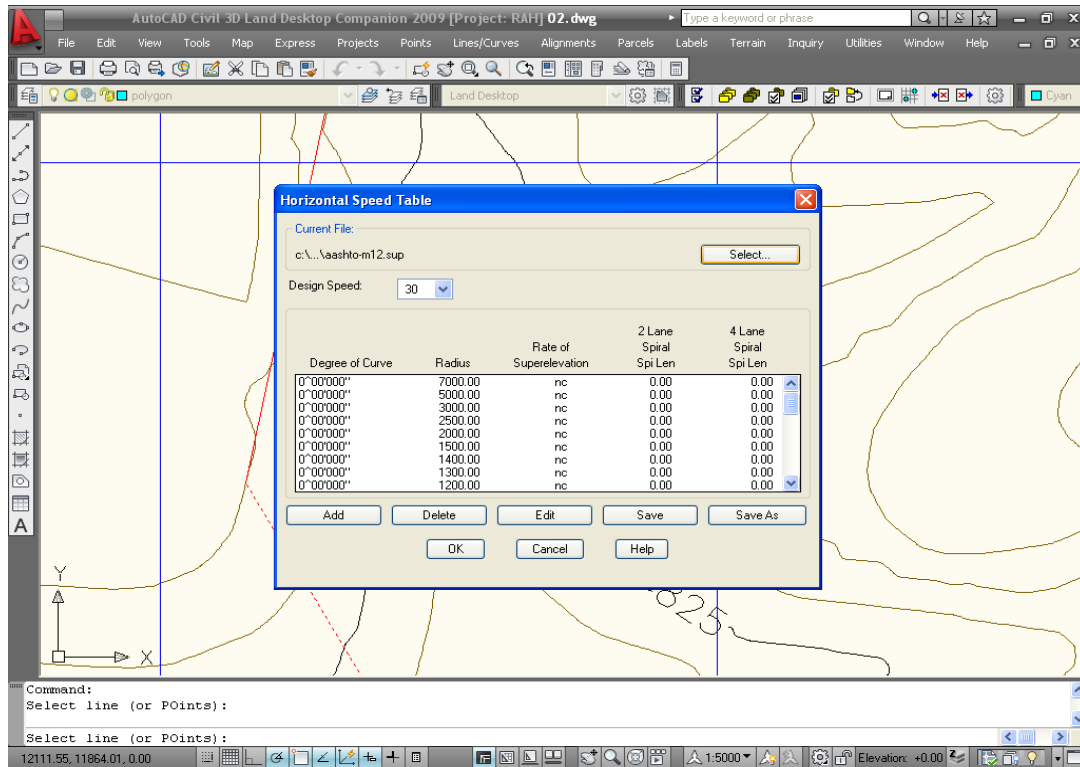 AutoCAD Civil 3D Land Desktop Companion 2009 [Project: RAH] 02.dwg
Type a keyword or phrase
File Edit View Tools Map Express Projects Points Lines/Curves Alignments Parcels Labels Terrain Inquiry Utilities Window Help
polygon
Land Desktop
Cyan
Horizontal Speed Table
Current File:
c:\...\aashto-m12.sup
Select...
Design Speed:
30
2 Lane 4 Lane
Rate of Spiral Spiral
Degree of Curve Radius Superelevation Spi Len Spi Len
0^00'000" 7000.00 nc 0.00 0.00
0^00'000" 5000.00 nc 0.00 0.00
0^00'000" 3000.00 nc 0.00 0.00
0^00'000" 2500.00 nc 0.00 0.00
0^00'000" 2000.00 nc 0.00 0.00
0^00'000" 1500.00 nc 0.00 0.00
0^00'000" 1400.00 nc 0.00 0.00
0^00'000" 1300.00 nc 0.00 0.00
0^00'000" 1200.00 nc 0.00 0.00
Add Delete Edit Save Save As
OK Cancel Help
825
Y
X
A
Command:
Select line (or POints):
Select line (or POints):
12111.55, 11864.01, 0.00
1:5000
Elevation: +0.00